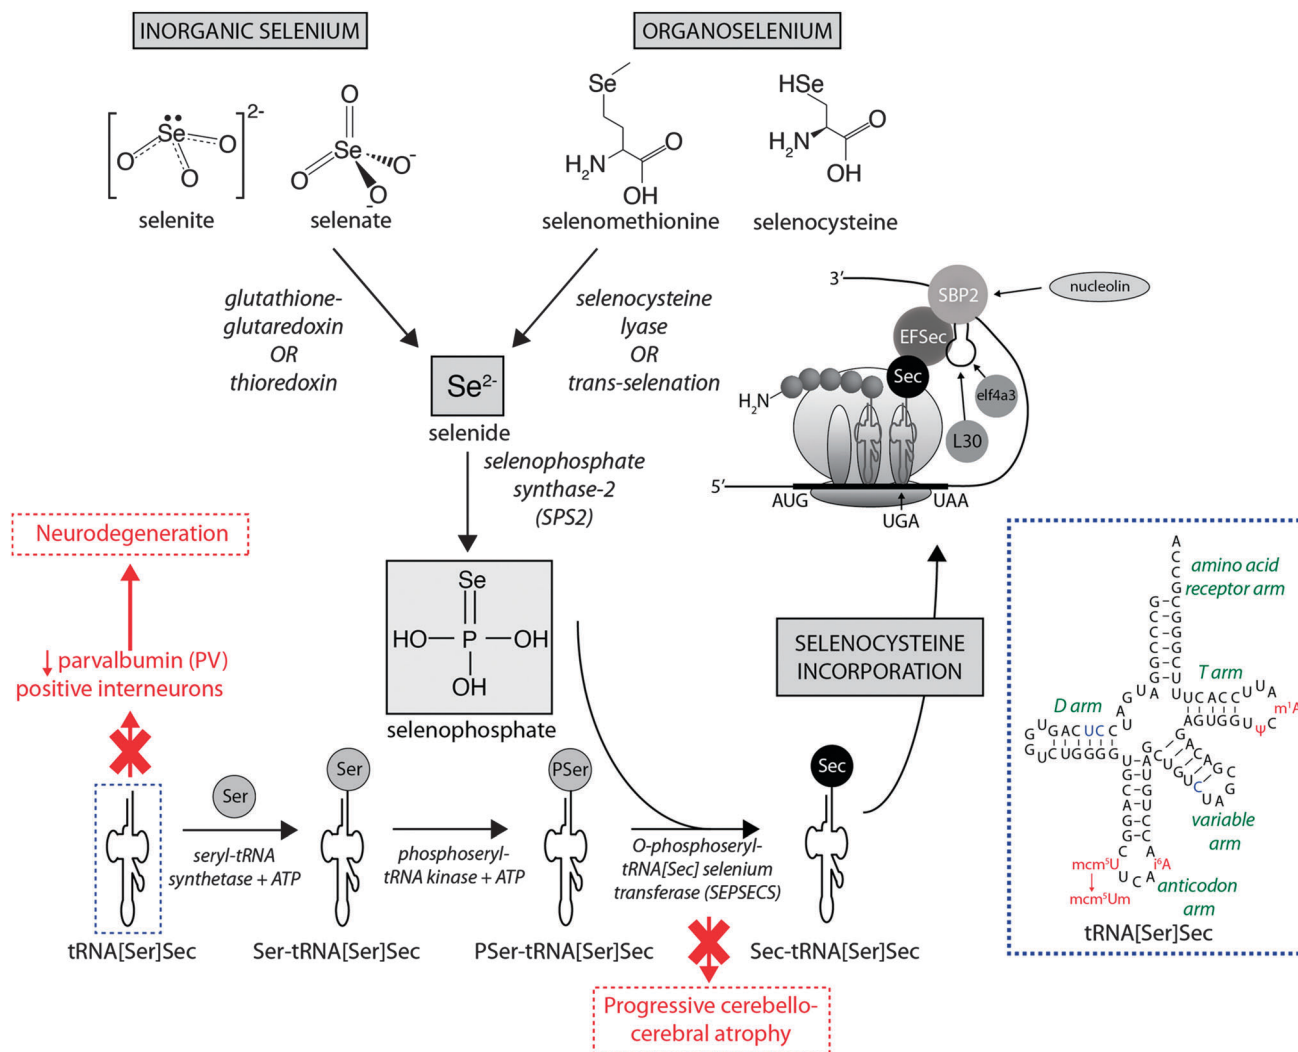 INORGANIC SELENIUM
ORGANOSELENIUM
[Se O O O]2-
selenite
O Se O O- O-
selenate
Se
H2N O
OH
selenomethionine
HSe
H2N O
OH
selenocysteine
glutathione-
glutaredoxin
OR
thioredoxin
selenocysteine
lyase
OR
trans-selenation
Se2-
selenide
selenophosphate
synthase-2
(SPS2)
Se
HO P OH
OH
selenophosphate
3′
SBP2
nucleolin
EFSec
Sec
elf4a3
L30
H2N
5′
AUG
UGA
UAA
SELENOCYSTEINE
INCORPORATION
Neurodegeneration
↓ parvalbumin (PV)
positive interneurons
tRNA[Ser]Sec
Ser
seryl-tRNA
synthetase + ATP
Ser
Ser-tRNA[Ser]Sec
phosphoseryl-
tRNA kinase + ATP
PSer
PSer-tRNA[Ser]Sec
O-phosphoseryl-
tRNA[Sec] selenium
transferase (SEPSECS)
Sec
Sec-tRNA[Ser]Sec
Progressive cerebello-
cerebral atrophy
amino acid
receptor arm
T arm
D arm
m1A
Ψ
variable
arm
mcm5U
mcm5Um
i6A
anticodon
arm
tRNA[Ser]Sec